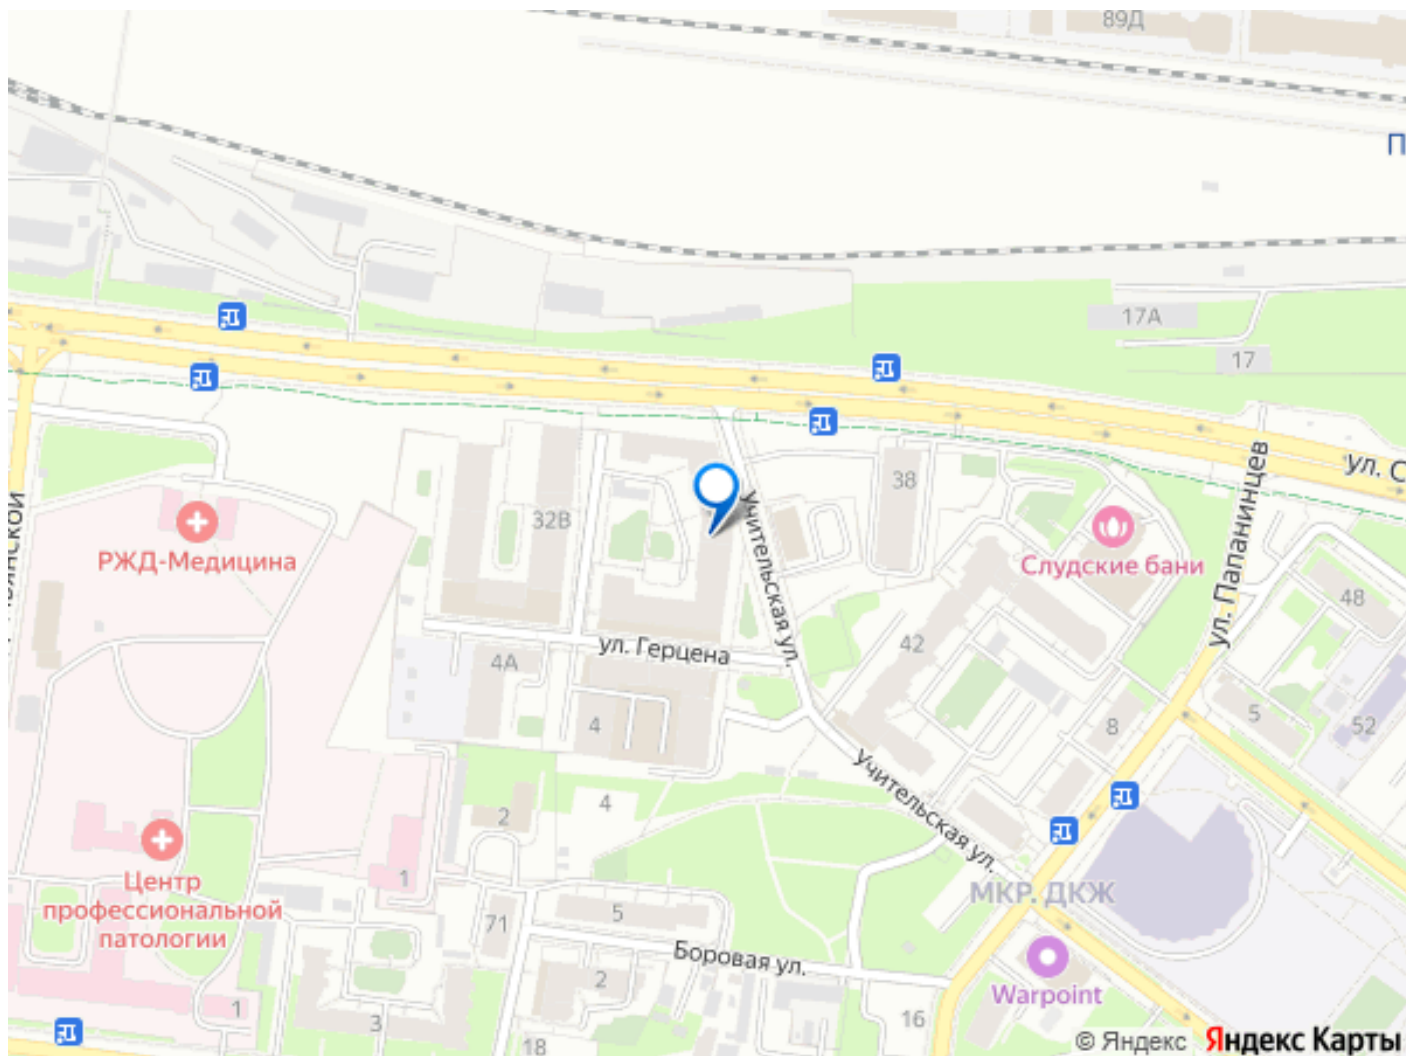 89Д
П
17А
17
ул. С
38
32В
Учительская ул.
ул. Папанинцев
РЖД-Медицина
Слудские бани
48
ул. Герцена
42
4А
4
5
8
52
Учительская ул.
2
4
1
Центр
профессиональной
патологии
МКР. ДКЖ
71
5
Боровая ул.
2
Warpoint
1
3
16
18
© Яндекс Яндекс Карты